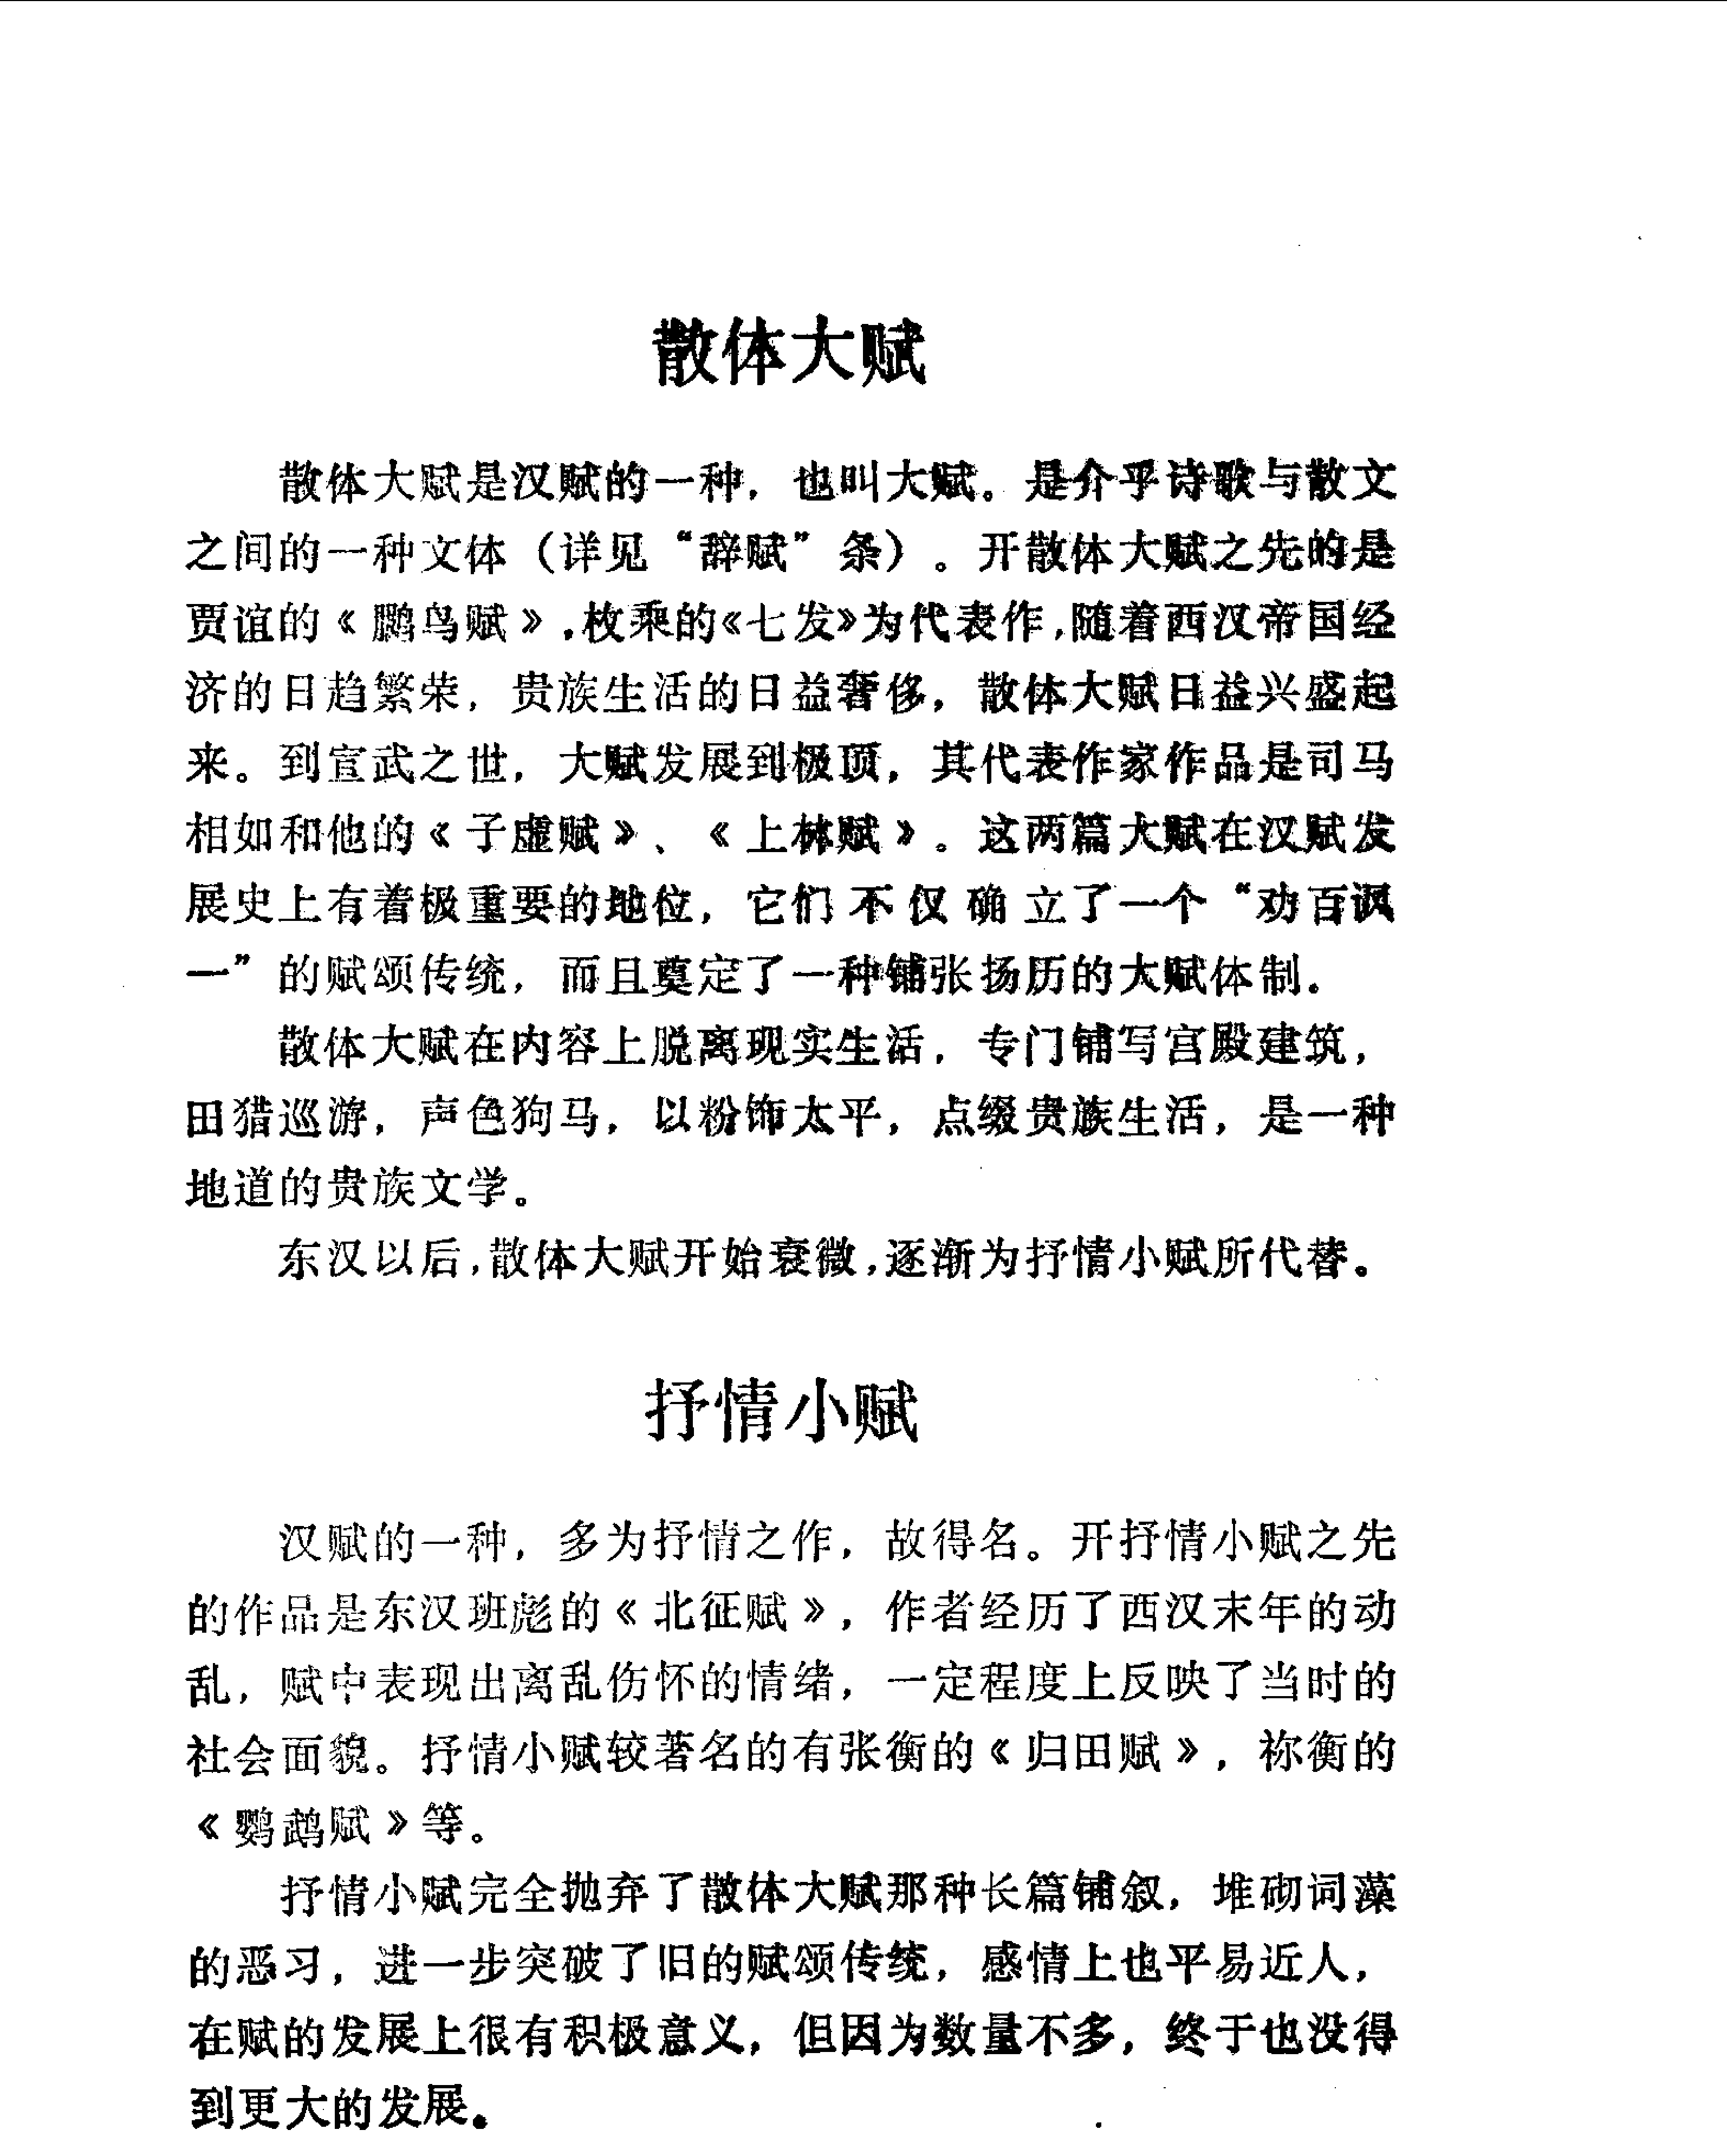 散体大赋
散体大赋是汉赋的一种，也叫大赋。是介乎诗歌与散文
之间的一种文体（详见“辞赋”条）。开散体大赋之先的是
贾谊的《鵩鸟赋》，枚乘的《七发》为代表作，随着西汉帝国经
济的日趋繁荣，贵族生活的日益奢侈，散体大赋日益兴盛起
来。到宣武之世，大赋发展到极顶，其代表作家作品是司马
相如和他的《子虚赋》、《上林赋》。这两篇大赋在汉赋发
展史上有着极重要的地位，它们不仅确立了一个“劝百讽
一”的赋颂传统，而且奠定了一种铺张扬历的大赋体制。
散体大赋在内容上脱离现实生活，专门铺写宫殿建筑，
田猎巡游，声色狗马，以粉饰太平，点缀贵族生活，是一种
地道的贵族文学。
东汉以后，散体大赋开始衰微，逐渐为抒情小赋所代替。
抒情小赋
汉赋的一种，多为抒情之作，故得名。开抒情小赋之先
的作品是东汉班彪的《北征赋》，作者经历了西汉末年的动
乱，赋中表现出离乱伤怀的情绪，一定程度上反映了当时的
社会面貌。抒情小赋较著名的有张衡的《归田赋》，祢衡的
《鹦鹉赋》等。
抒情小赋完全抛弃了散体大赋那种长篇铺叙，堆砌词藻
的恶习，进一步突破了旧的赋颂传统，感情上也平易近人，
在赋的发展上很有积极意义，但因为数量不多，终于也没得
到更大的发展。